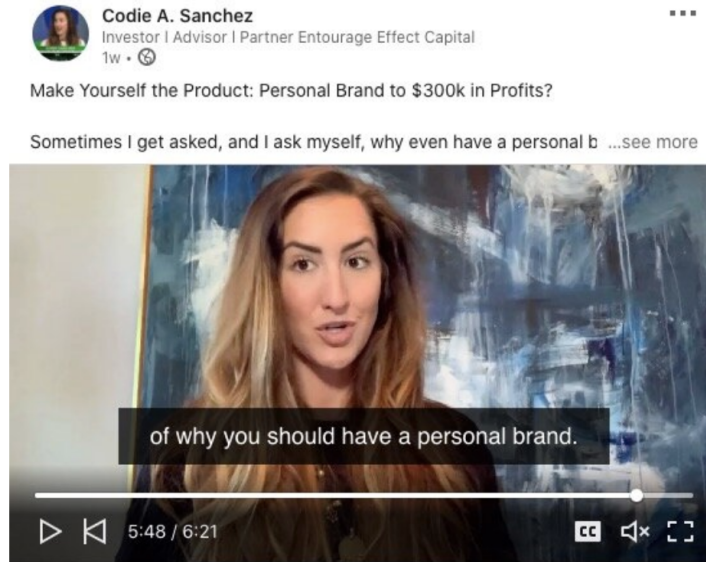 Codie A. Sanchez
Investor I Advisor I Partner Entourage Effect Capital
1w •
Make Yourself the Product: Personal Brand to $300k in Profits?
Sometimes I get asked, and I ask myself, why even have a personal b ...see more
of why you should have a personal brand.
5:48 / 6:21
CC